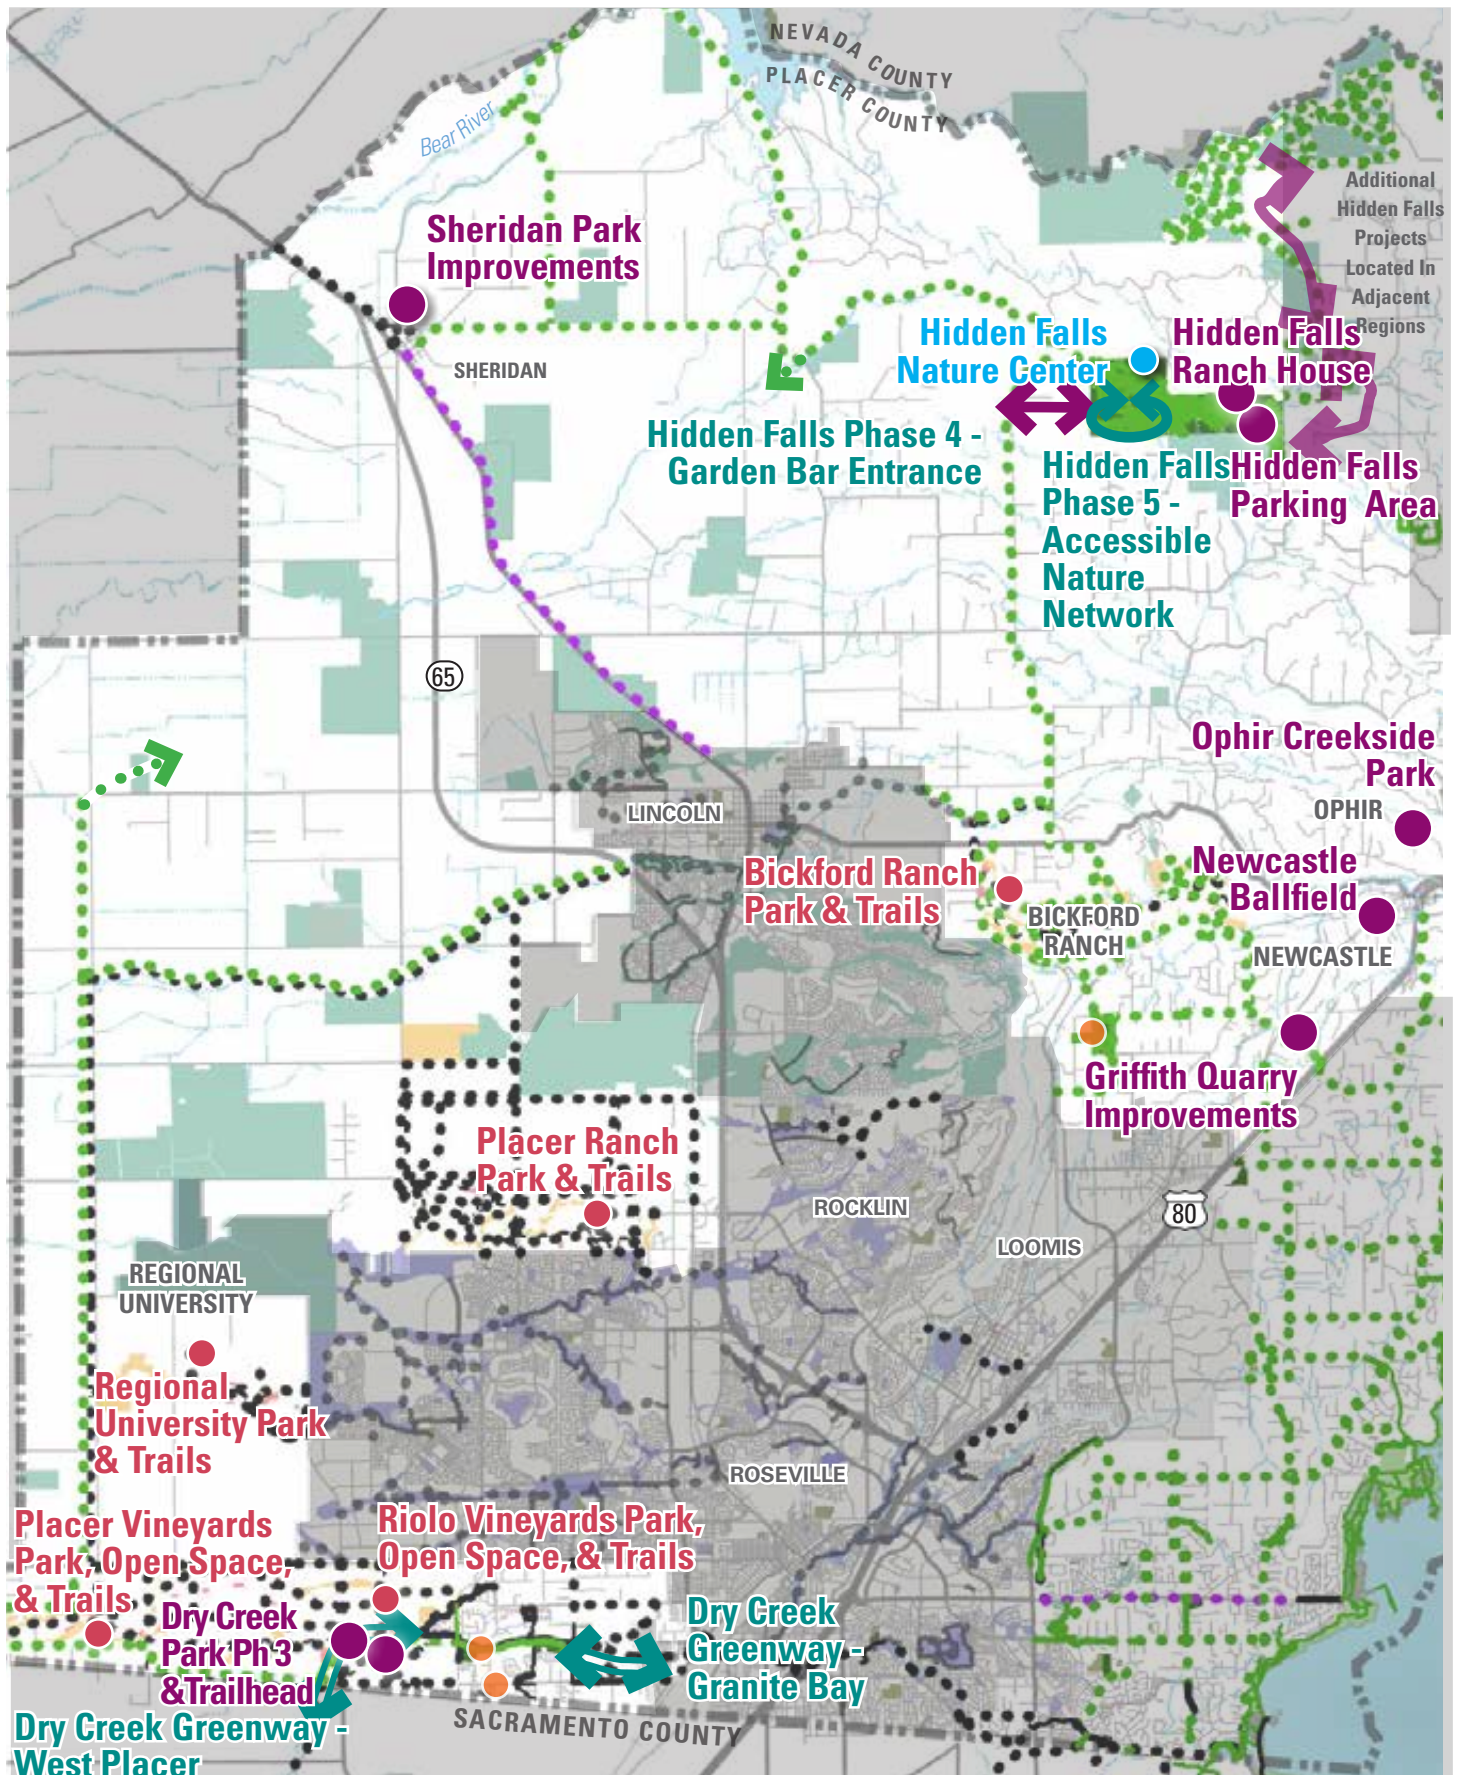 NEVADA COUNTY
PLACER COUNTY
Bear River
Additional
Hidden Falls
Projects
Located In
Adjacent
Regions
Sheridan Park
Improvements
SHERIDAN
Hidden Falls
Nature Center
Hidden Falls
Ranch House
Hidden Falls Phase 4 -
Garden Bar Entrance
Hidden Falls
Phase 5 -
Accessible
Nature
Network
Hidden Falls
Parking Area
65
Ophir Creekside
Park
OPHIR
LINCOLN
Newcastle
Ballfield
NEWCASTLE
Bickford Ranch
Park & Trails
BICKFORD
RANCH
Griffith Quarry
Improvements
Placer Ranch
Park & Trails
ROCKLIN
80
LOOMIS
REGIONAL
UNIVERSITY
Regional
University Park
& Trails
ROSEVILLE
Placer Vineyards
Park, Open Space,
& Trails
Riolo Vineyards Park,
Open Space, & Trails
Dry Creek
Park Ph 3
&Trailhead
Dry Creek
Greenway -
Granite Bay
Dry Creek Greenway -
West Placer
SACRAMENTO COUNTY